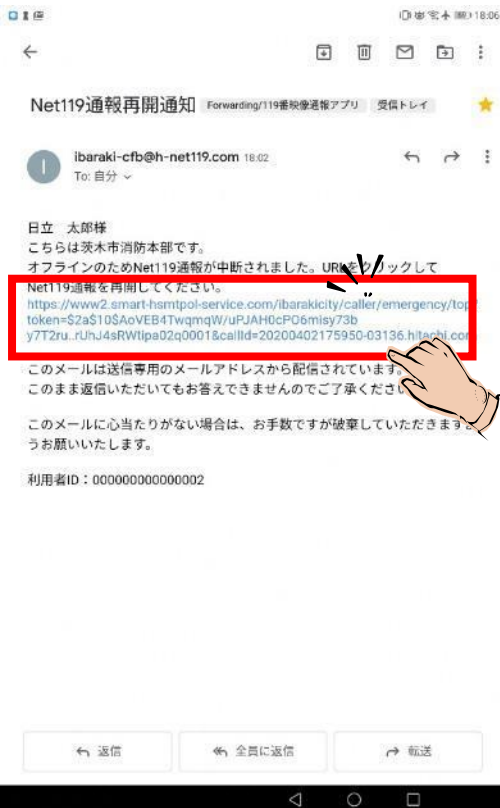 18:06
Net119通報再開通知 Forwarding/119番映像通報アプリ 受信トレイ
I ibaraki-cfb@h-net119.com 18:02
To: 自分
日立 太郎様
こちらは茨木市消防本部です。
オフラインのためNet119通報が中断されました。URLをクリックして
Net119通報を再開してください。
https://www2.smart-hsmtpol-service.com/ibarakicity/caller/emergency/top?
token=$2a$10$AoVEB4TwqmqW/uPJAH0cPO6misy73b
y7T2ru..rUhJ4sRWtipa02q0001&callId=20200402175950-03136.hitachi.com
このメールは送信専用のメールアドレスから配信されています。
このまま返信いただいてもお答えできませんのでご了承くださ
このメールに心当たりがない場合は、お手数ですが破棄していただきますよ
うお願いいたします。
利用者ID：000000000000002
返信 全員に返信 転送